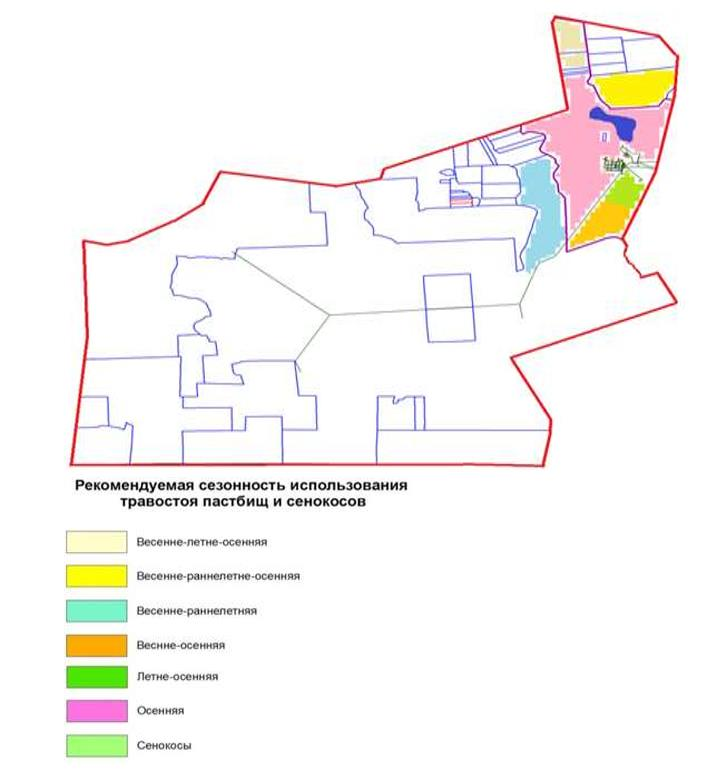 Рекомендуемая сезонность использования
травостоя пастбищ и сенокосов
Весенне-летне-осенняя
Весенне-раннелетне-осенняя
Весенне-раннелетняя
Веснне-осенняя
Летне-осенняя
Осенняя
Сенокосы